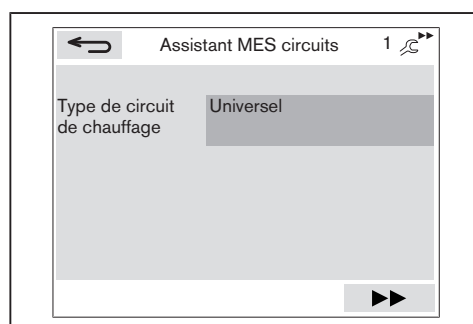 Assistant MES circuits 1
Type de circuit Universel
de chauffage